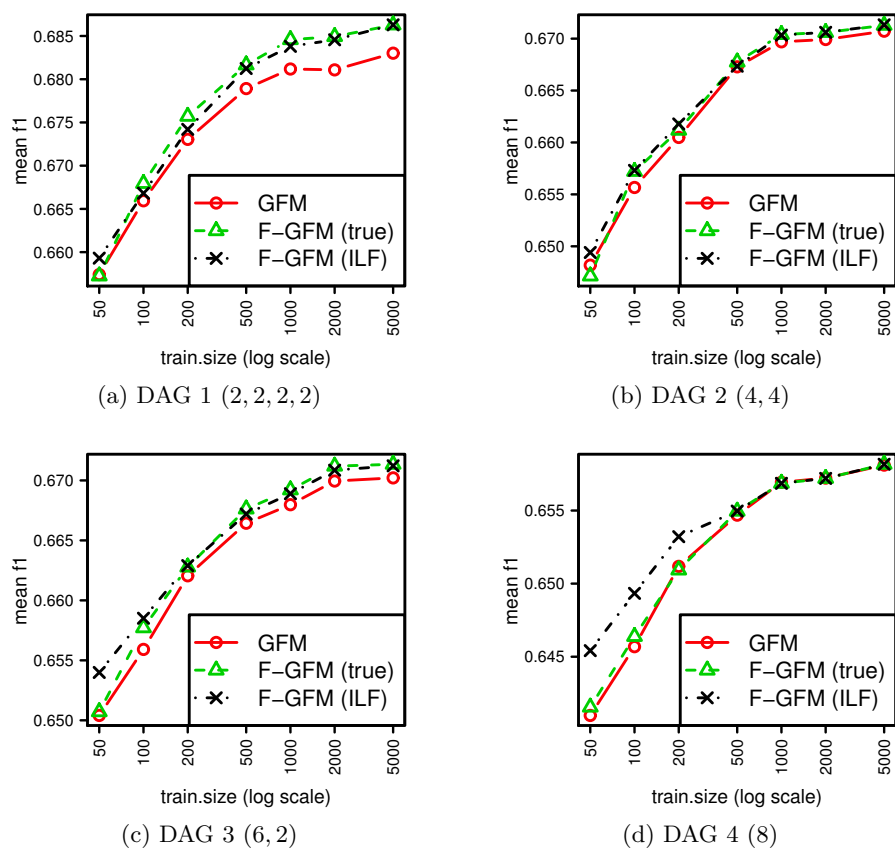 mean f1
0.685
0.680
0.675
0.670
0.665
0.660
GFM
F−GFM (true)
F−GFM (ILF)
50 100 200 500 1000 2000 5000
train.size (log scale)
(a) DAG 1 (2, 2, 2, 2)
mean f1
0.670
0.665
0.660
0.655
0.650
GFM
F−GFM (true)
F−GFM (ILF)
50 100 200 500 1000 2000 5000
train.size (log scale)
(b) DAG 2 (4, 4)
mean f1
0.670
0.665
0.660
0.655
0.650
GFM
F−GFM (true)
F−GFM (ILF)
50 100 200 500 1000 2000 5000
train.size (log scale)
(c) DAG 3 (6, 2)
mean f1
0.655
0.650
0.645
GFM
F−GFM (true)
F−GFM (ILF)
50 100 200 500 1000 2000 5000
train.size (log scale)
(d) DAG 4 (8)